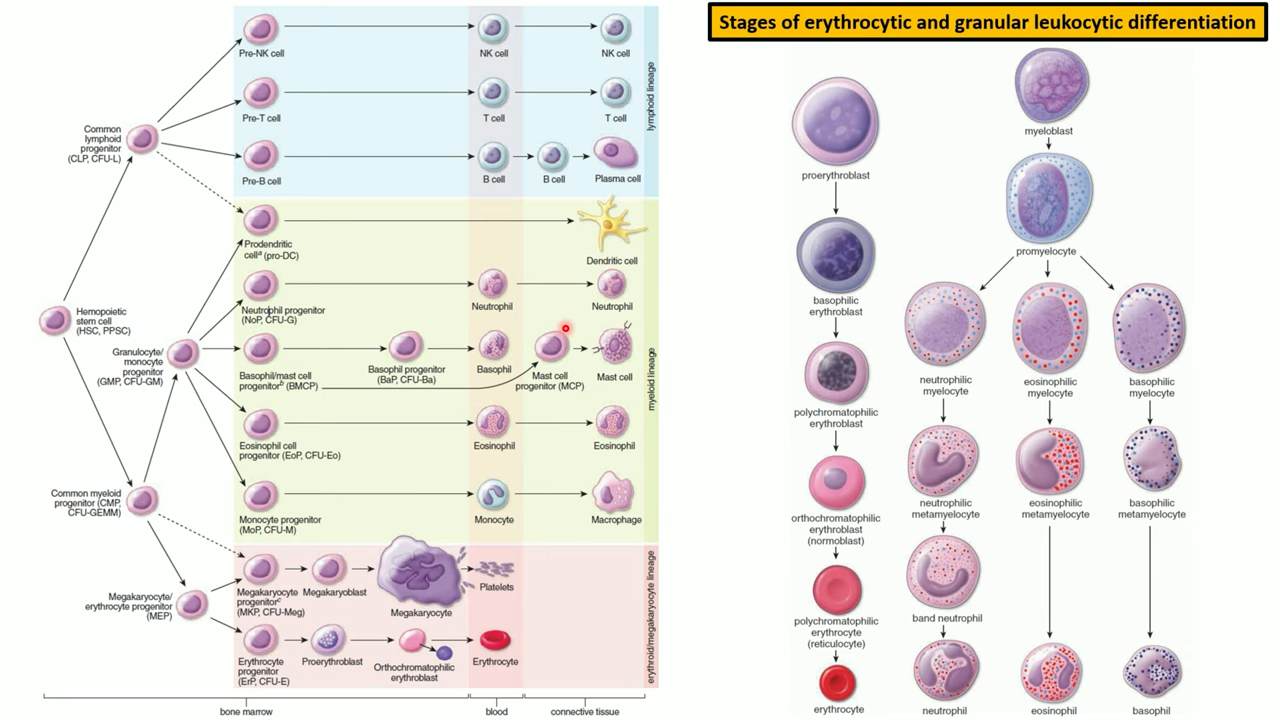 Stages of erythrocytic and granular leukocytic differentiation
Pre-NK cell
NK cell
NK cell
Pre-T cell
T cell
T cell
Common
lymphoid
progenitor
(CLP, CFU-L)
Pre-B cell
B cell
B cell
Plasma cell
lymphoid lineage
Prodendritic
cellᵃ (pro-DC)
Dendritic cell
Hemopoietic
stem cell
(HSC, PPSC)
Neutrophil progenitor
(NoP, CFU-G)
Neutrophil
Neutrophil
Granulocyte/
monocyte
progenitor
(GMP, CFU-GM)
Basophil/mast cell
progenitorᵇ (BMCP)
Basophil progenitor
(BaP, CFU-Ba)
Basophil
Mast cell
progenitor (MCP)
Mast cell
myeloid lineage
Eosinophil cell
progenitor (EoP, CFU-Eo)
Eosinophil
Eosinophil
Common myeloid
progenitor (CMP,
CFU-GEMM)
Monocyte progenitor
(MoP, CFU-M)
Monocyte
Macrophage
Megakaryocyte/
erythrocyte progenitor
(MEP)
Megakaryocyte
progenitorᶜ
(MKP, CFU-Meg)
Megakaryoblast
Megakaryocyte
Platelets
Erythrocyte
progenitor
(ErP, CFU-E)
Proerythroblast
Orthochromatophilic
erythroblast
Erythrocyte
erythroid/megakaryocyte lineage
bone marrow
blood
connective tissue
proerythroblast
basophilic
erythroblast
polychromatophilic
erythroblast
orthochromatophilic
erythroblast
(normoblast)
polychromatophilic
erythrocyte
(reticulocyte)
erythrocyte
myeloblast
promyelocyte
neutrophilic
myelocyte
eosinophilic
myelocyte
basophilic
myelocyte
neutrophilic
metamyelocyte
eosinophilic
metamyelocyte
basophilic
metamyelocyte
band neutrophil
neutrophil
eosinophil
basophil